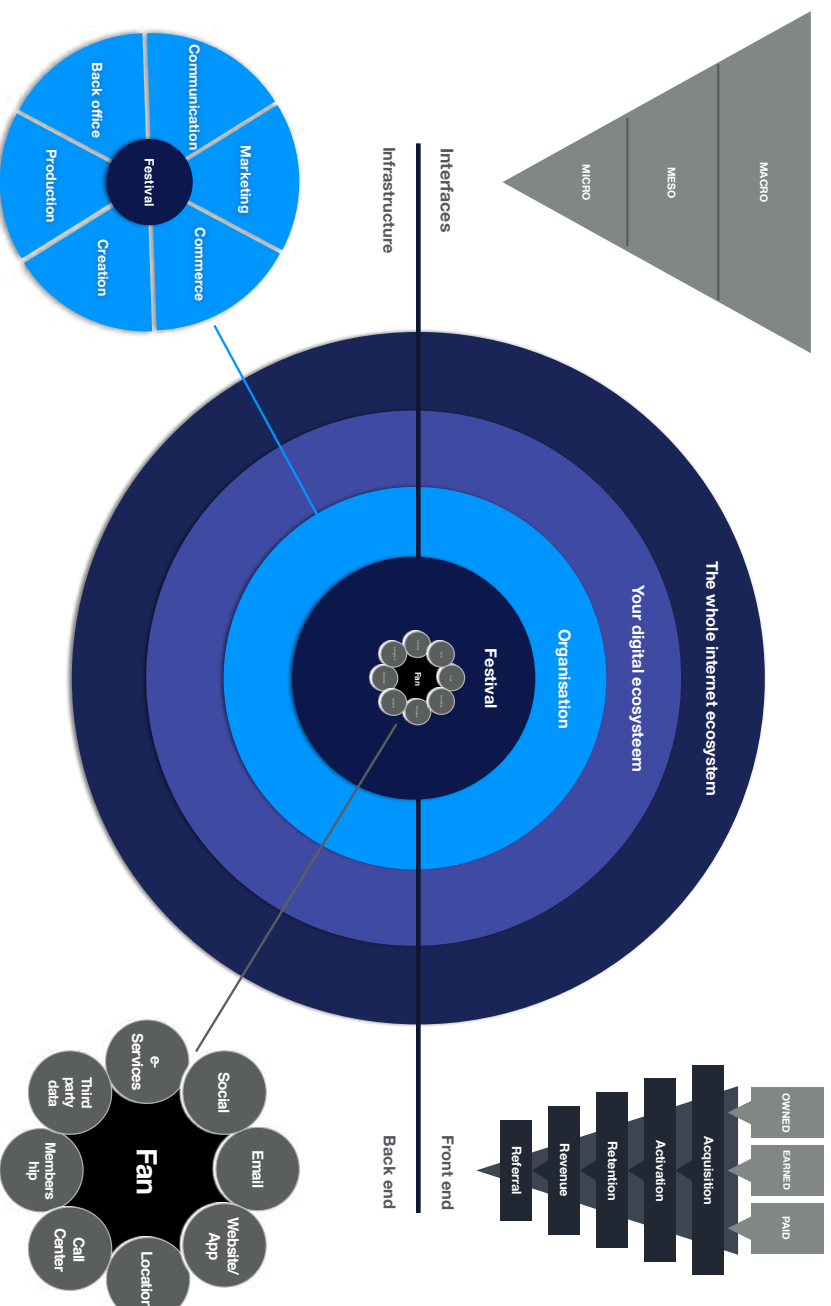 MACRO
MESO
MICRO
Interfaces
Infrastructure
Communication
Marketing
Back office
Festival
Commerce
Production
Creation
The whole internet ecosystem
Your digital ecosysteem
Organisation
Festival
Fan
OWNED
EARNED
PAID
Acquisition
Activation
Retention
Revenue
Referral
Front end
Back end
Email
Social
Website/
App
e-
Services
Fan
Location
Third
party
data
Members
hip
Call
Center